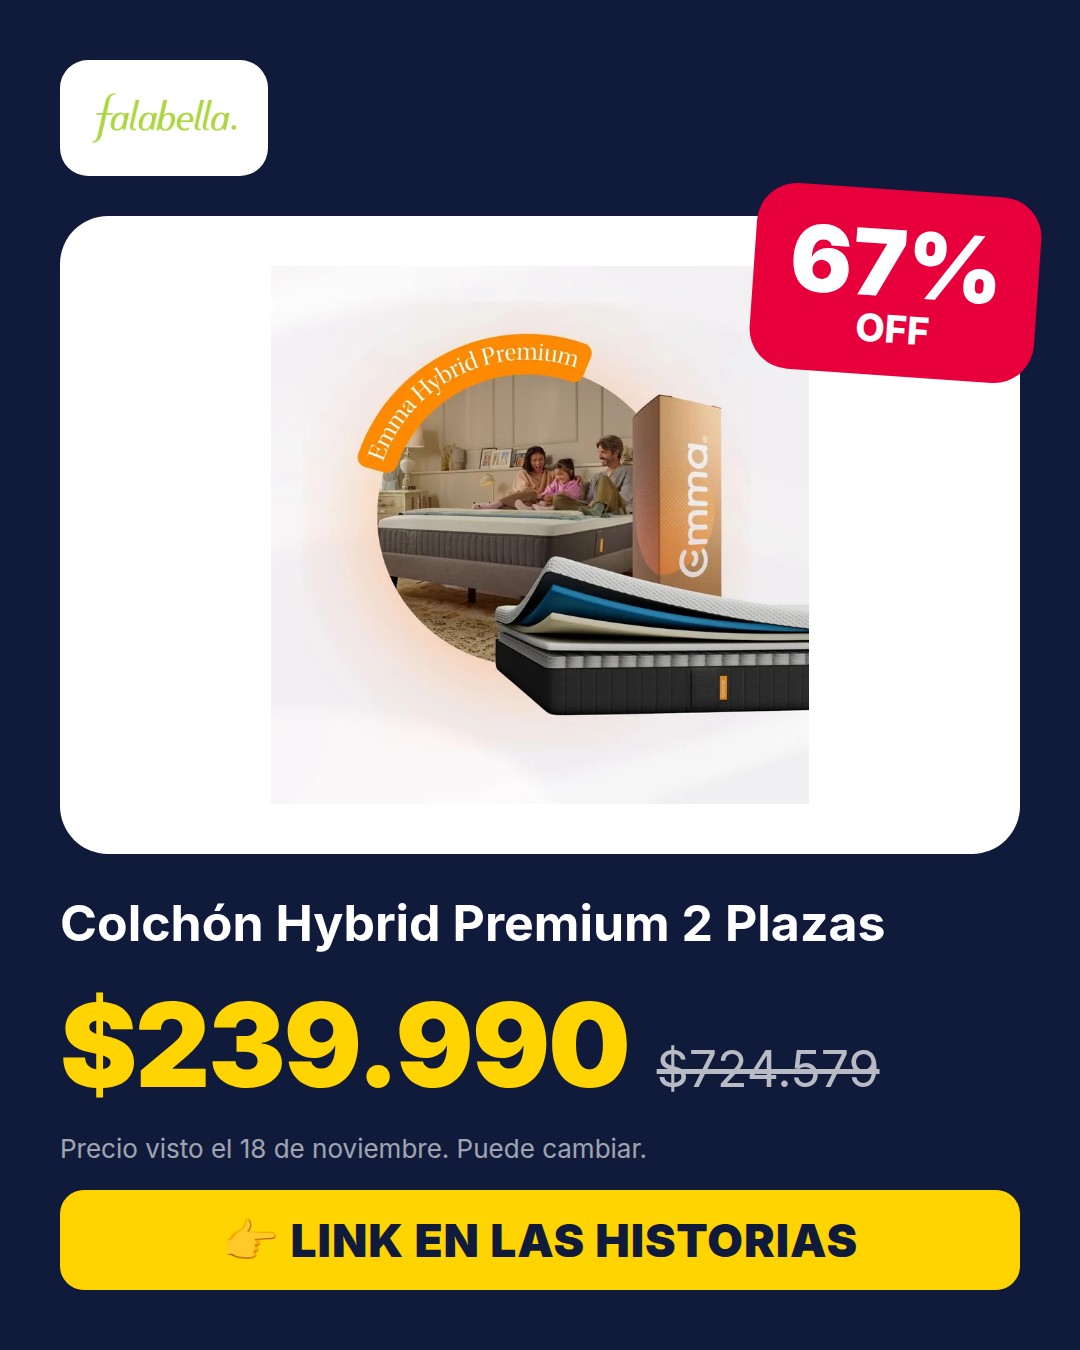 falabella.
67%
OFF
Emma Hybrid Premium
emma
Colchón Hybrid Premium 2 Plazas
$239.990 $724.579
Precio visto el 18 de noviembre. Puede cambiar.
👉 LINK EN LAS HISTORIAS